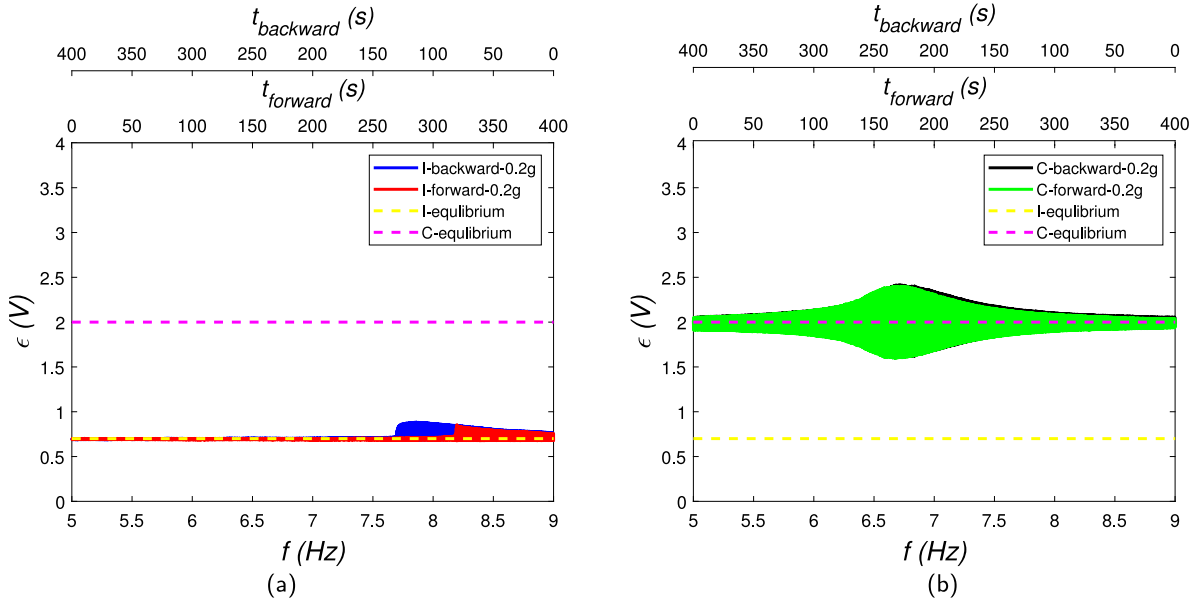 t_backward (s)
400 350 300 250 200 150 100 50 0
t_forward (s)
0 50 100 150 200 250 300 350 400
4
3.5
3
2.5
2
1.5
1
0.5
0
ϵ (V)
I-backward-0.2g
I-forward-0.2g
I-equlibrium
C-equlibrium
5 5.5 6 6.5 7 7.5 8 8.5 9
f (Hz)
(a)
t_backward (s)
400 350 300 250 200 150 100 50 0
t_forward (s)
0 50 100 150 200 250 300 350 400
4
3.5
3
2.5
2
1.5
1
0.5
0
ϵ (V)
C-backward-0.2g
C-forward-0.2g
I-equlibrium
C-equlibrium
5 5.5 6 6.5 7 7.5 8 8.5 9
f (Hz)
(b)